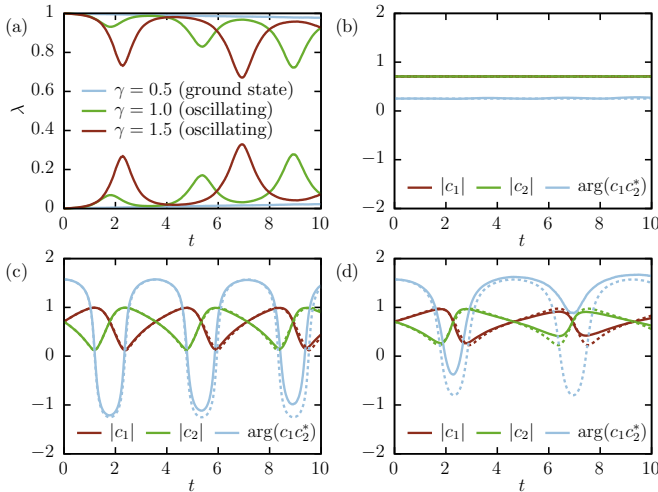 (a)
1
0.8
0.6
0.4
0.2
0
λ
γ = 0.5 (ground state)
γ = 1.0 (oscillating)
γ = 1.5 (oscillating)
0 2 4 6 8 10
t
(b)
2
1
0
−1
−2
|c₁| |c₂| arg(c₁c₂*)
0 2 4 6 8 10
t
(c)
2
1
0
−1
−2
|c₁| |c₂| arg(c₁c₂*)
0 2 4 6 8 10
t
(d)
2
1
0
−1
−2
|c₁| |c₂| arg(c₁c₂*)
0 2 4 6 8 10
t